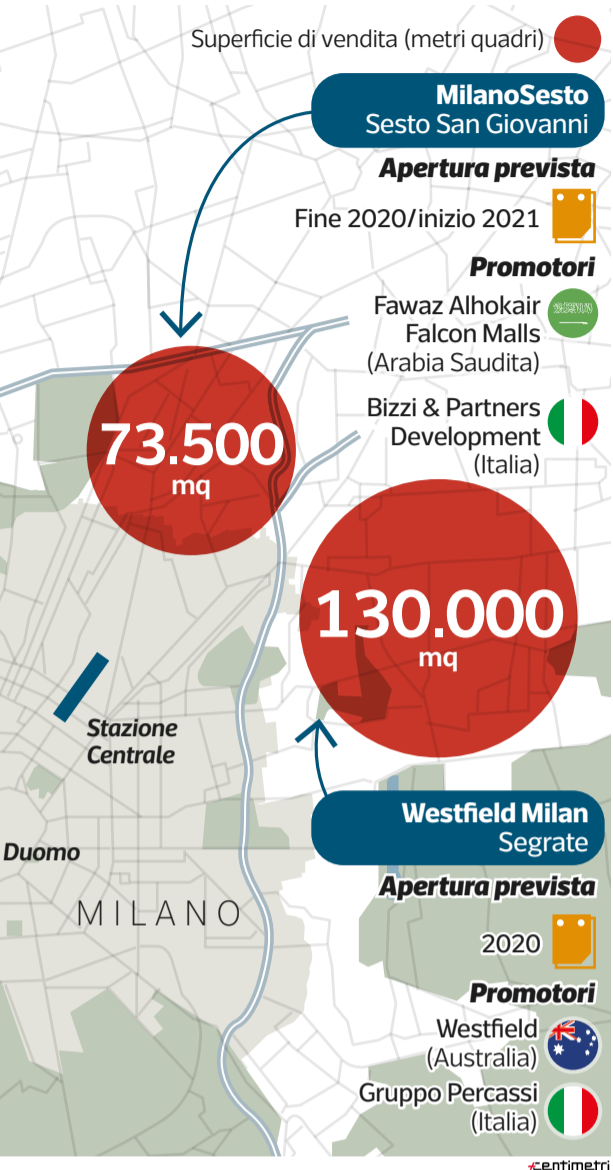 Superficie di vendita (metri quadri)
MilanoSesto
Sesto San Giovanni
Apertura prevista
Fine 2020/inizio 2021
Promotori
Fawaz Alhokair
Falcon Malls
(Arabia Saudita)
Bizzi & Partners
Development
(Italia)
73.500
mq
130.000
mq
Stazione
Centrale
Duomo
MILANO
Westfield Milan
Segrate
Apertura prevista
2020
Promotori
Westfield
(Australia)
Gruppo Percassi
(Italia)
centimetri